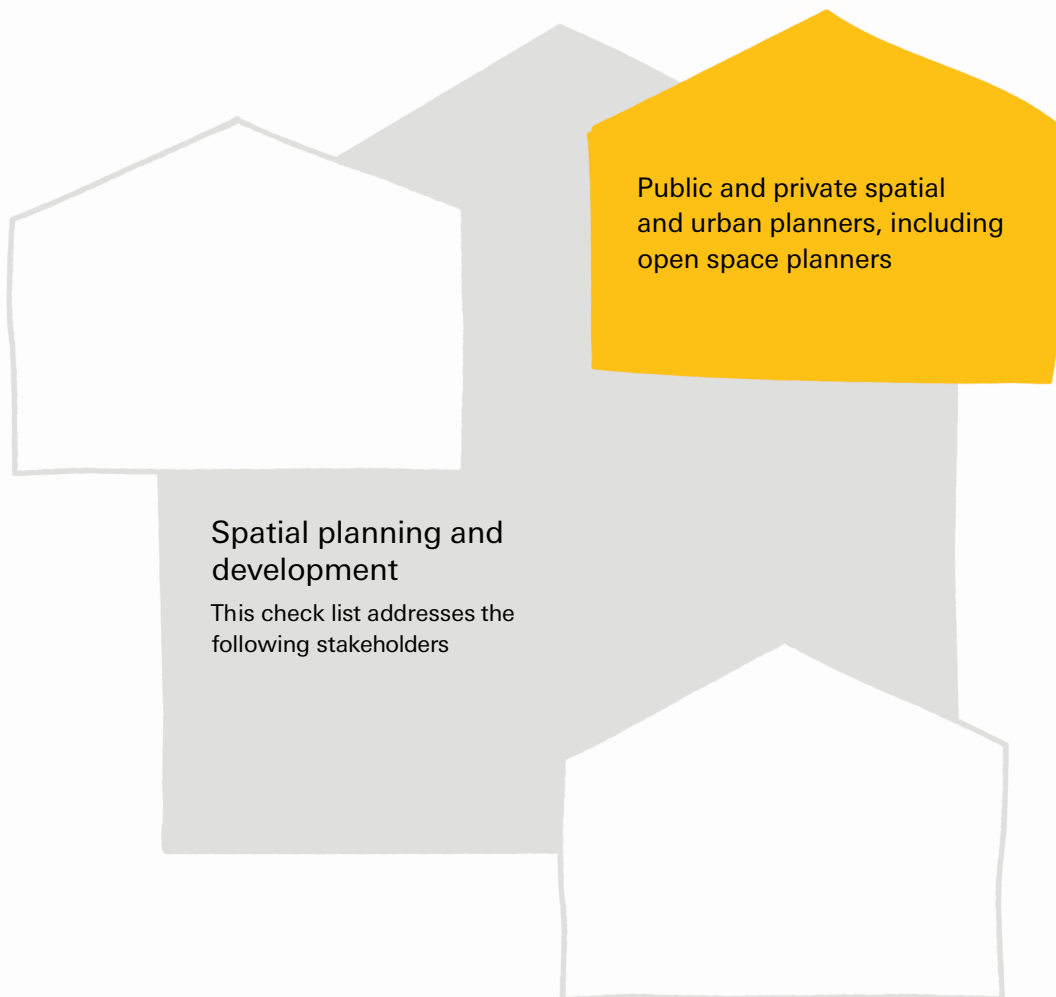 Public and private spatial
and urban planners, including
open space planners
Spatial planning and
development
This check list addresses the
following stakeholders